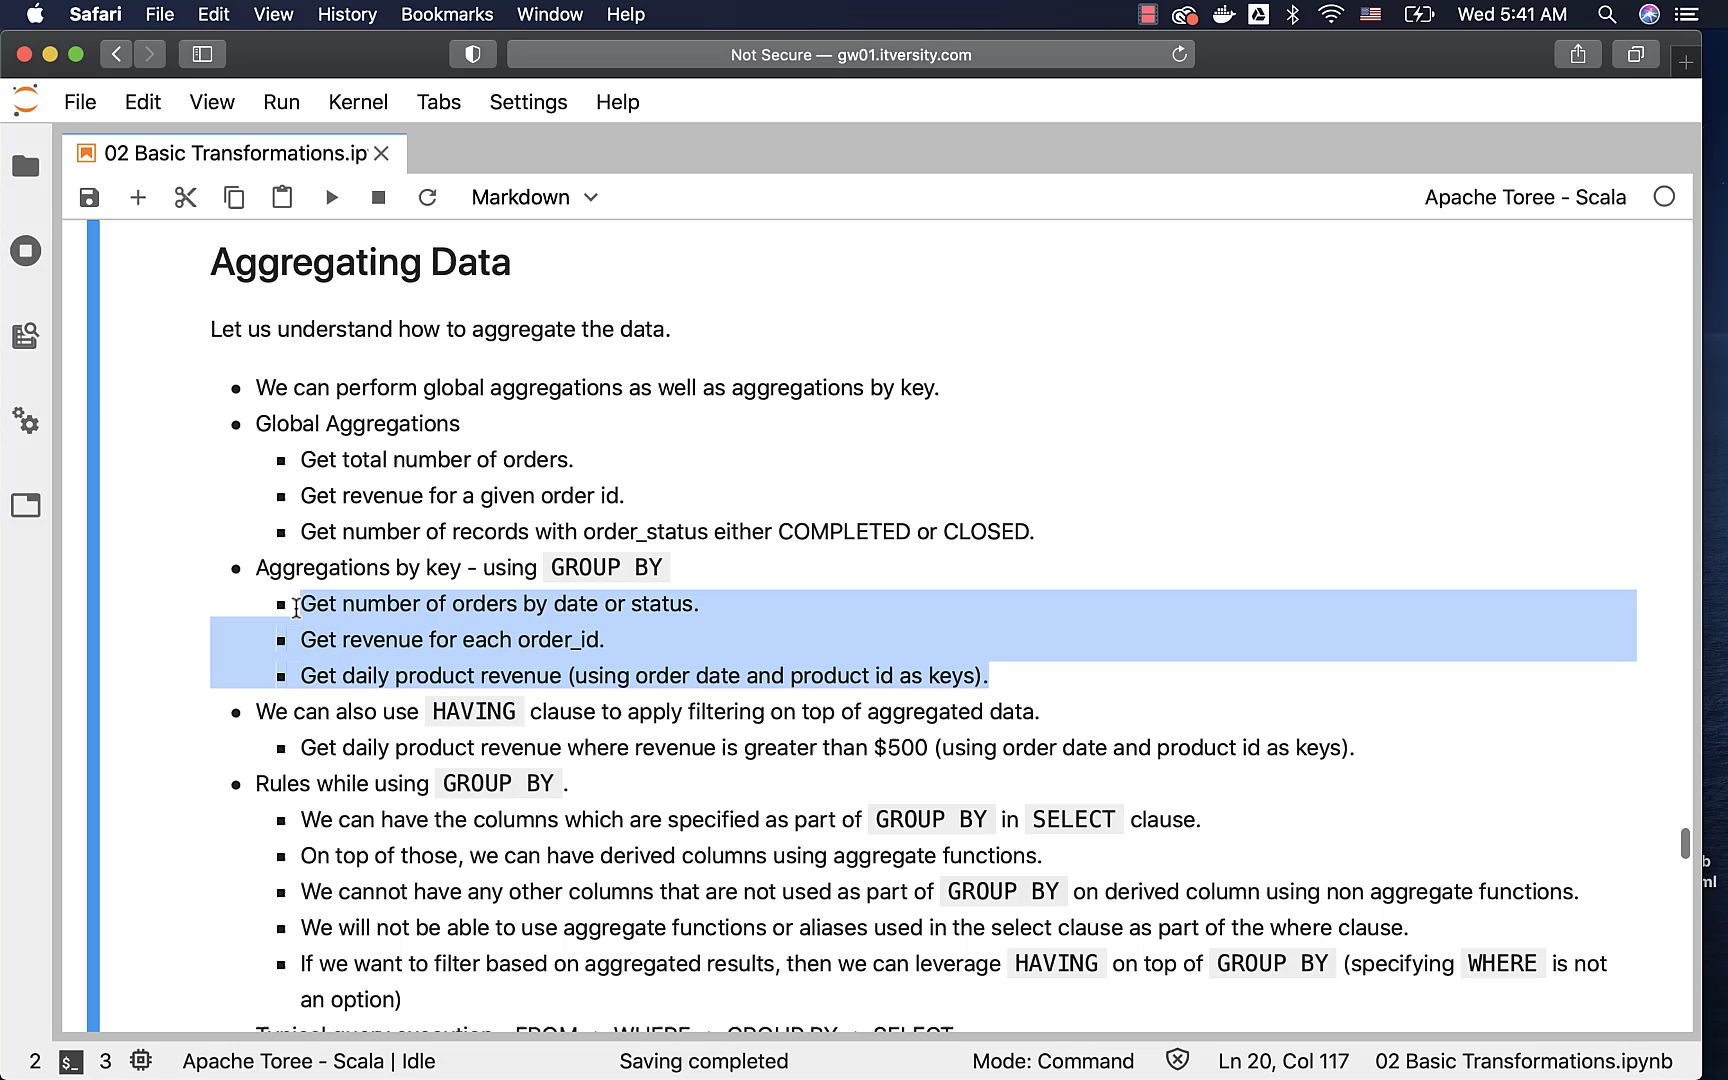 Safari File Edit View History Bookmarks Window Help Wed 5:41 AM
Not Secure — gw01.itversity.com
File Edit View Run Kernel Tabs Settings Help
02 Basic Transformations.ip
Markdown Apache Toree - Scala
Aggregating Data
Let us understand how to aggregate the data.
We can perform global aggregations as well as aggregations by key.
Global Aggregations
Get total number of orders.
Get revenue for a given order id.
Get number of records with order_status either COMPLETED or CLOSED.
Aggregations by key - using GROUP BY
Get number of orders by date or status.
Get revenue for each order_id.
Get daily product revenue (using order date and product id as keys).
We can also use HAVING clause to apply filtering on top of aggregated data.
Get daily product revenue where revenue is greater than $500 (using order date and product id as keys).
Rules while using GROUP BY .
We can have the columns which are specified as part of GROUP BY in SELECT clause.
On top of those, we can have derived columns using aggregate functions.
We cannot have any other columns that are not used as part of GROUP BY on derived column using non aggregate functions.
We will not be able to use aggregate functions or aliases used in the select clause as part of the where clause.
If we want to filter based on aggregated results, then we can leverage HAVING on top of GROUP BY (specifying WHERE is not
an option)
2 $_ 3 Apache Toree - Scala | Idle Saving completed Mode: Command Ln 20, Col 117 02 Basic Transformations.ipynb